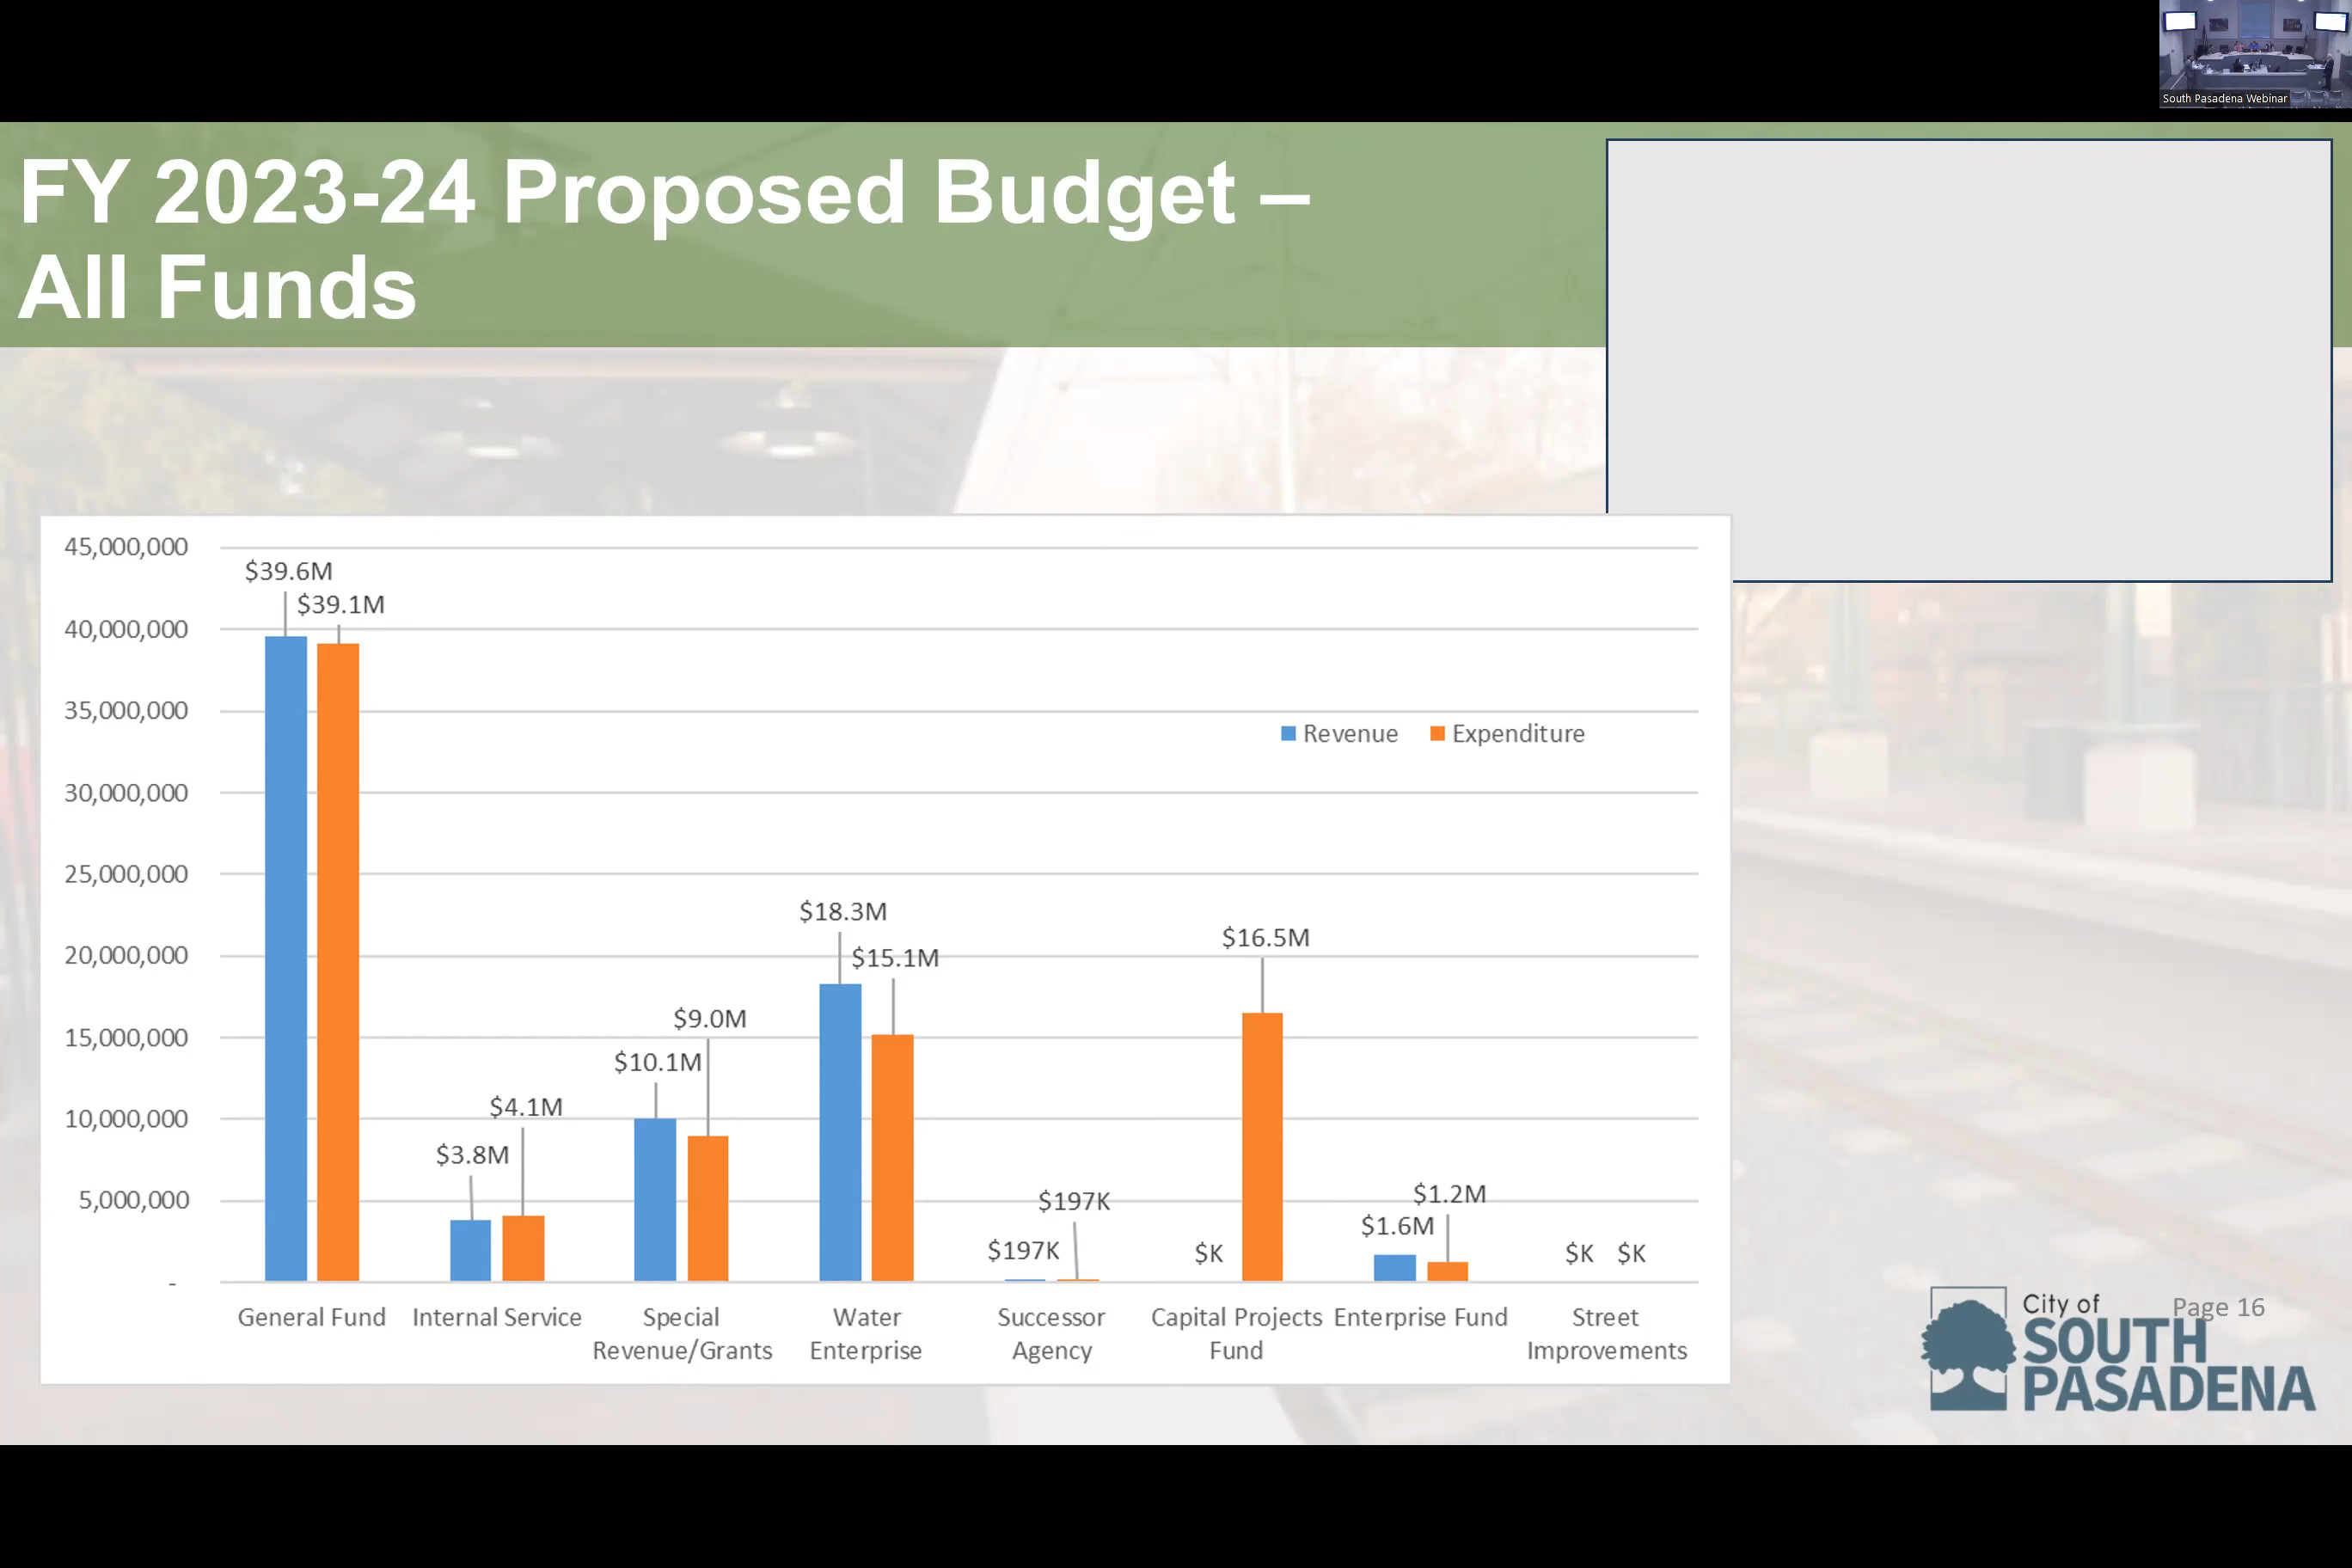 South Pasadena Webinar
FY 2023-24 Proposed Budget –
All Funds
45,000,000
40,000,000
35,000,000
30,000,000
25,000,000
20,000,000
15,000,000
10,000,000
5,000,000
-
$39.6M
$39.1M
$3.8M
$4.1M
$10.1M
$9.0M
$18.3M
$15.1M
$197K
$197K
$K
$16.5M
$1.6M
$1.2M
$K $K
Revenue Expenditure
General Fund
Internal Service
Special
Revenue/Grants
Water
Enterprise
Successor
Agency
Capital Projects
Fund
Enterprise Fund
Street
Improvements
Page 16
City of
SOUTH
PASADENA